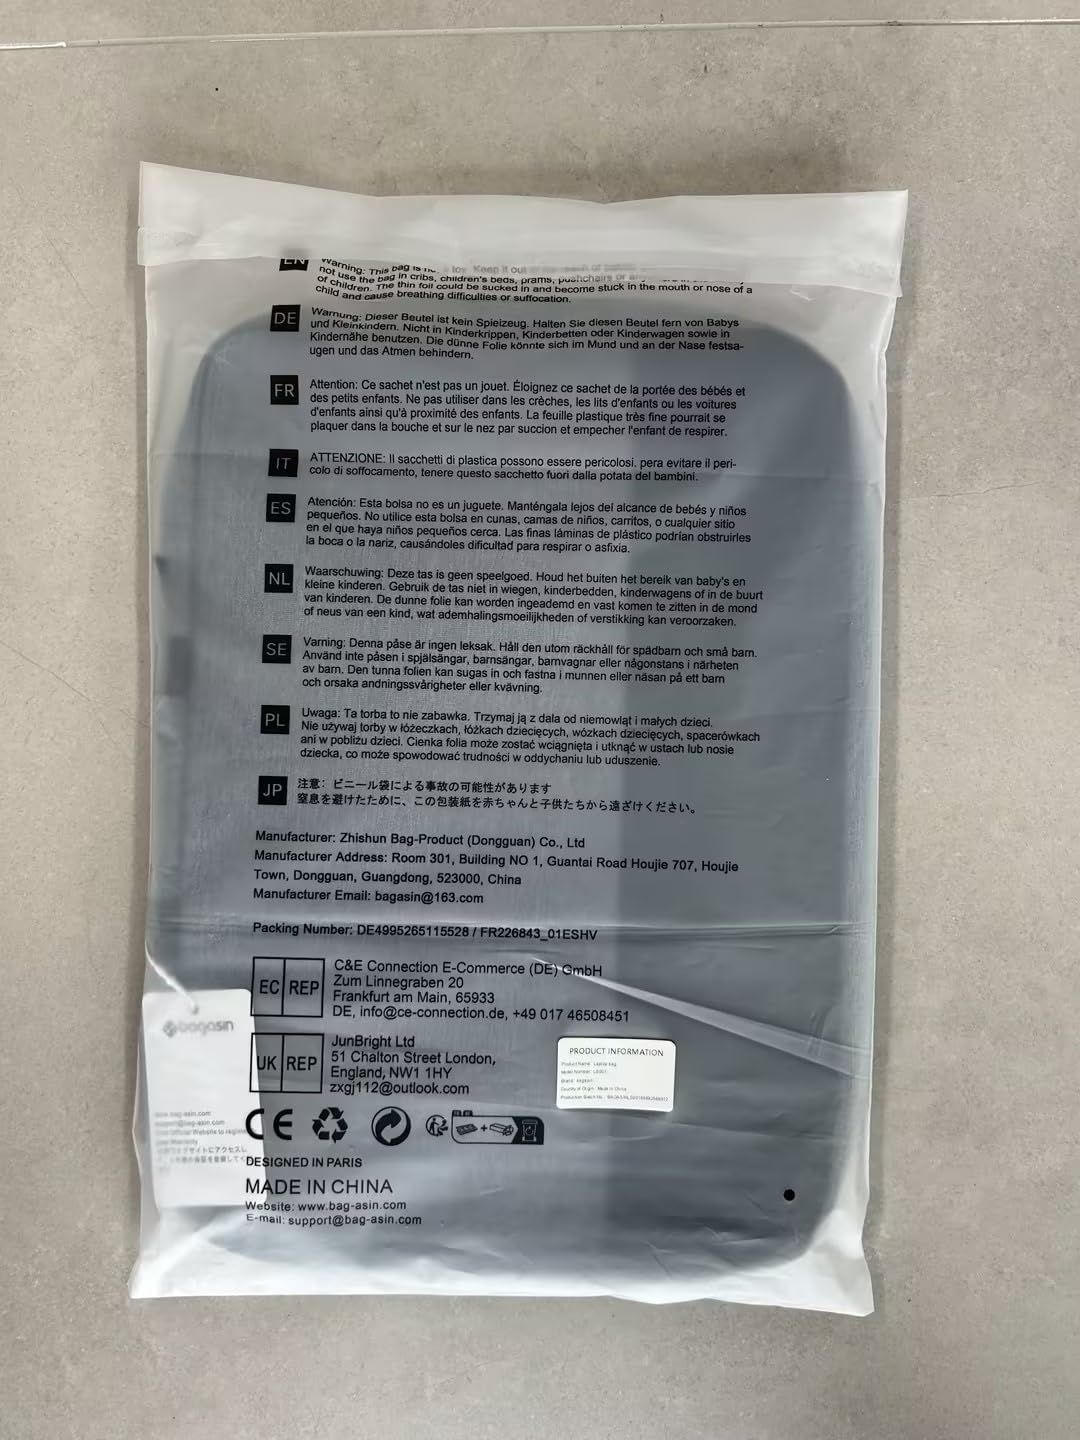 EN
Warning: This bag is
not use the bag in cribs, children's beds, prams, pushchairs or
of children. The thin foil could be sucked in and become stuck in the mouth or nose of a
child and cause breathing difficulties or suffocation.
DE
Warnung: Dieser Beutel ist kein Spielzeug. Halten Sie diesen Beutel fern von Babys
und Kleinkindern. Nicht in Kinderkrippen, Kinderbetten oder Kinderwagen sowie in
Kindernähe benutzen. Die dünne Folie könnte sich im Mund und an der Nase festsa-
ugen und das Atmen behindern.
FR
Attention: Ce sachet n'est pas un jouet. Éloignez ce sachet de la portée des bébés et
des petits enfants. Ne pas utiliser dans les crèches, les lits d'enfants ou les voitures
d'enfants ainsi qu'à proximité des enfants. La feuille plastique très fine pourrait se
plaquer dans la bouche et sur le nez par succion et empecher l'enfant de respirer.
IT
ATTENZIONE: Il sacchetti di plastica possono essere pericolosi. pera evitare il peri-
colo di soffocamento, tenere questo sacchetto fuori dalla potata del bambini.
ES
Atención: Esta bolsa no es un juguete. Manténgala lejos del alcance de bebés y niños
pequeños. No utilice esta bolsa en cunas, camas de niños, carritos, o cualquier sitio
en el que haya niños pequeños cerca. Las finas láminas de plástico podrían obstruirles
la boca o la nariz, causándoles dificultad para respirar o asfixia.
NL
Waarschuwing: Deze tas is geen speelgoed. Houd het buiten het bereik van baby's en
kleine kinderen. Gebruik de tas niet in wiegen, kinderbedden, kinderwagens of in de buurt
van kinderen. De dunne folie kan worden ingeademd en vast komen te zitten in de mond
of neus van een kind, wat ademhalingsmoeilijkheden of verstikking kan veroorzaken.
SE
Varning: Denna påse är ingen leksak. Håll den utom räckhåll för spädbarn och små barn.
Använd inte påsen i spjälsängar, barnsängar, barnvagnar eller någonstans i närheten
av barn. Den tunna folien kan sugas in och fastna i munnen eller näsan på ett barn
och orsaka andningssvårigheter eller kvävning.
PL
Uwaga: Ta torba to nie zabawka. Trzymaj ją z dala od niemowląt i małych dzieci.
Nie używaj torby w łóżeczkach, łóżkach dziecięcych, wózkach dziecięcych, spacerówkach
ani w pobliżu dzieci. Cienka folia może zostać wciągnięta i utknąć w ustach lub nosie
dziecka, co może spowodować trudności w oddychaniu lub uduszenie.
JP
注意: ビニール袋による事故の可能性があります
窒息を避けたために、この包装紙を赤ちゃんと子供たちから遠ざけください。
Manufacturer: Zhishun Bag-Product (Dongguan) Co., Ltd
Manufacturer Address: Room 301, Building NO 1, Guantai Road Houjie 707, Houjie
Town, Dongguan, Guangdong, 523000, China
Manufacturer Email: bagasin@163.com
Packing Number: DE4995265115528 / FR226843_01ESHV
EC REP
C&E Connection E-Commerce (DE) GmbH
Zum Linnegraben 20
Frankfurt am Main, 65933
DE, info@ce-connection.de, +49 017 46508451
UK REP
JunBright Ltd
51 Chalton Street London,
England, NW1 1HY
zxgj112@outlook.com
bagasin
PRODUCT INFORMATION
Product Name: Laptop bag
Country of Origin: Made in China
CE
DESIGNED IN PARIS
MADE IN CHINA
Website: www.bag-asin.com
E-mail: support@bag-asin.com